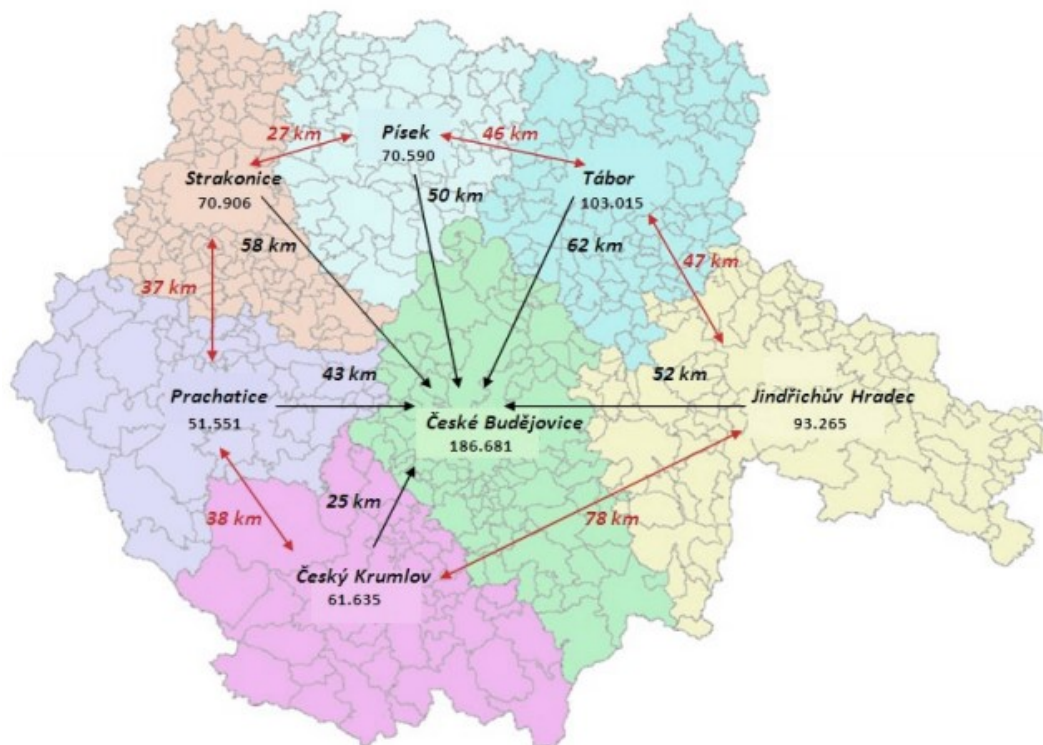 27 km
Písek
46 km
70.590
Strakonice
70.906
50 km
Tábor
103.015
58 km
62 km
37 km
47 km
43 km
52 km
Prachatice
51.551
České Budějovice
186.681
Jindřichův Hradec
93.265
25 km
38 km
78 km
Český Krumlov
61.635